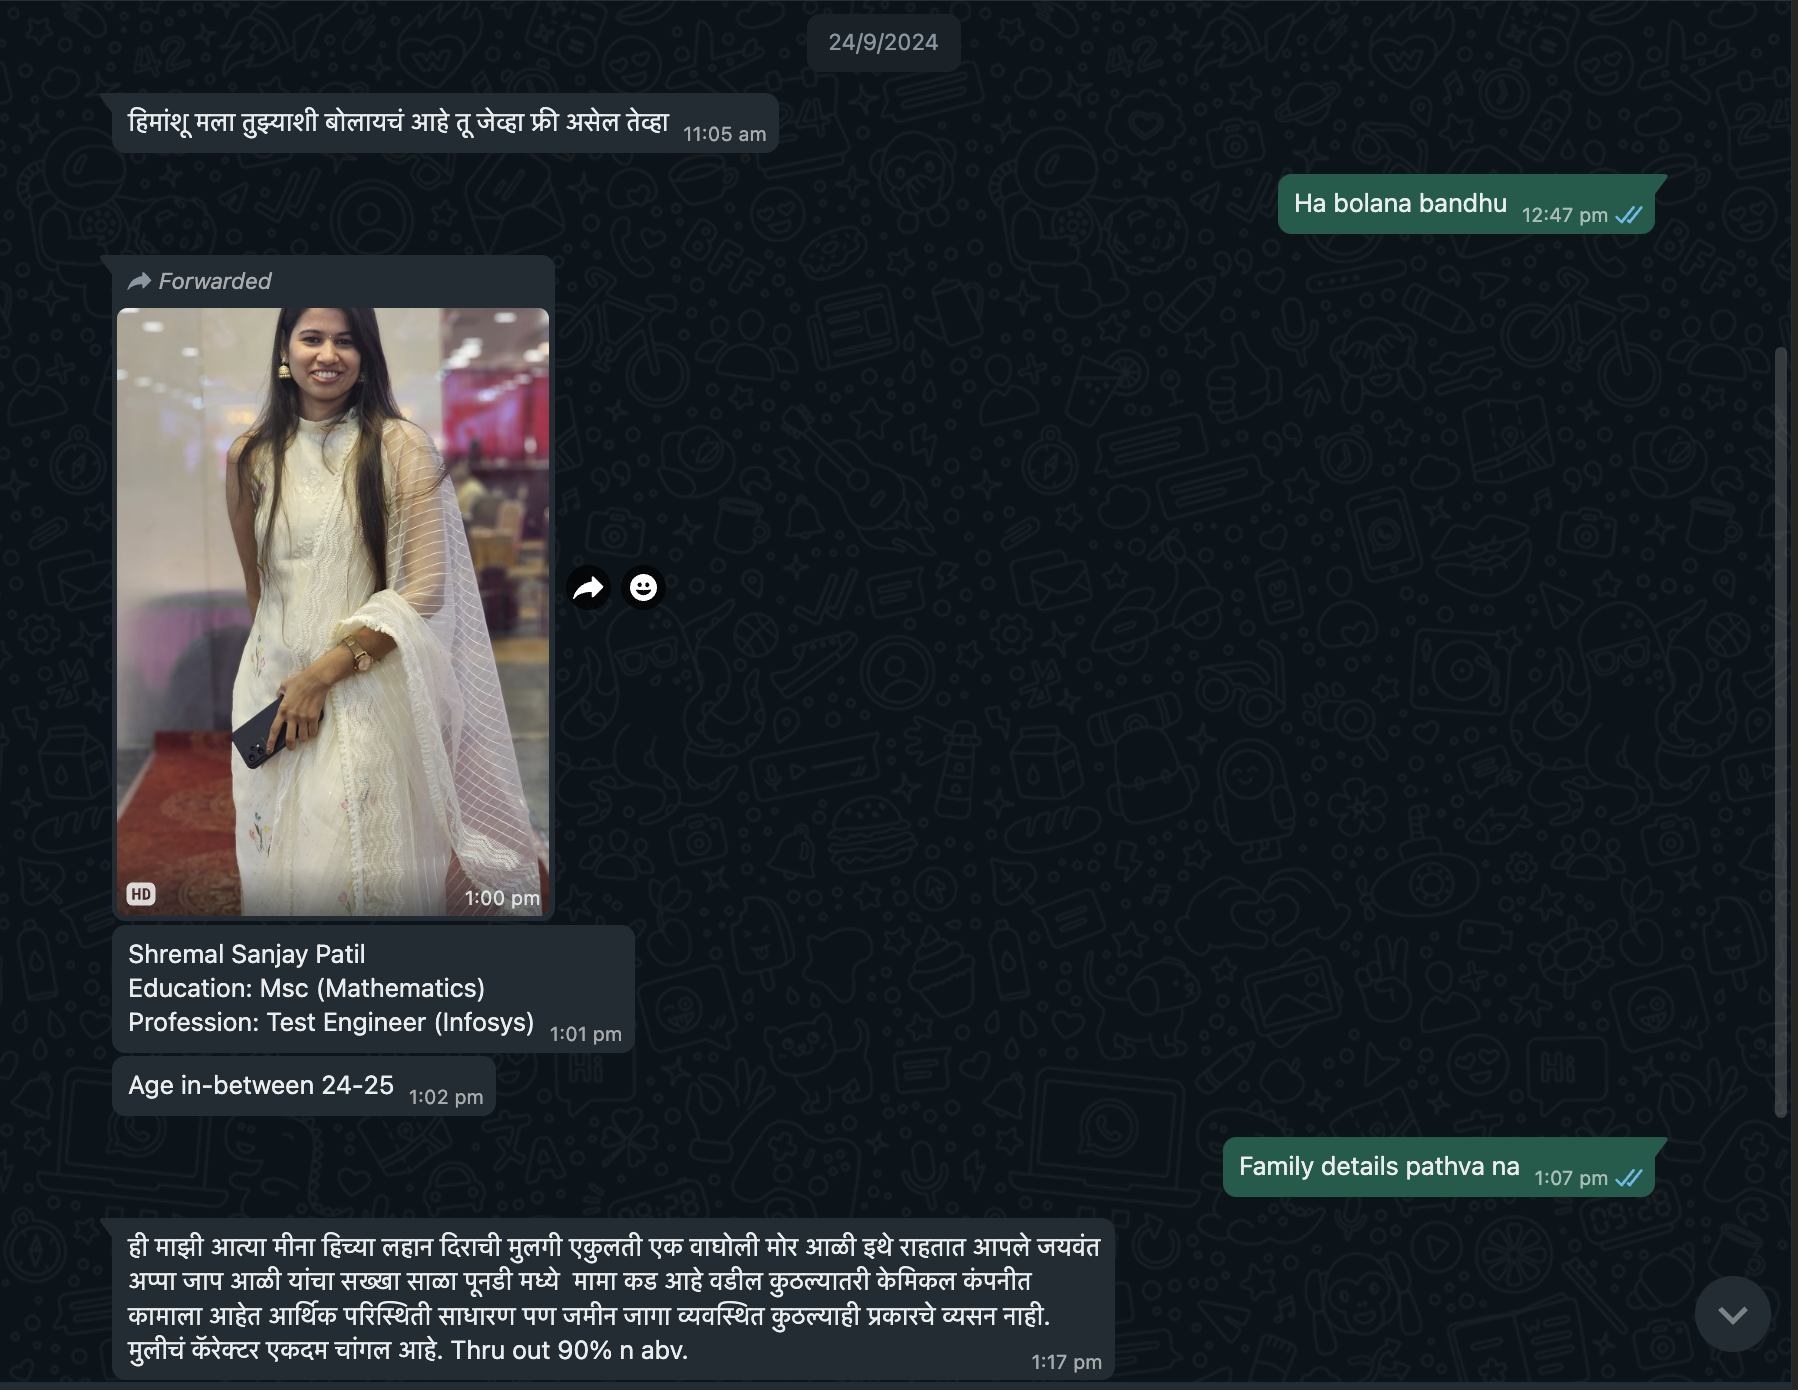 24/9/2024
हिमांशू मला तुझ्याशी बोलायचं आहे तू जेव्हा फ्री असेल तेव्हा 11:05 am
Ha bolana bandhu 12:47 pm
Forwarded
HD 1:00 pm
Shremal Sanjay Patil
Education: Msc (Mathematics)
Profession: Test Engineer (Infosys) 1:01 pm
Age in-between 24-25 1:02 pm
Family details pathva na 1:07 pm
ही माझी आत्या मीना हिच्या लहान दिराची मुलगी एकुलती एक वाघोली मोर आळी इथे राहतात आपले जयवंत
अप्पा जाप आळी यांचा सख्खा साळा पूनडी मध्ये मामा कड आहे वडील कुठल्यातरी केमिकल कंपनीत
कामाला आहेत आर्थिक परिस्थिती साधारण पण जमीन जागा व्यवस्थित कुठल्याही प्रकारचे व्यसन नाही.
मुलीचं कॅरेक्टर एकदम चांगल आहे. Thru out 90% n abv. 1:17 pm